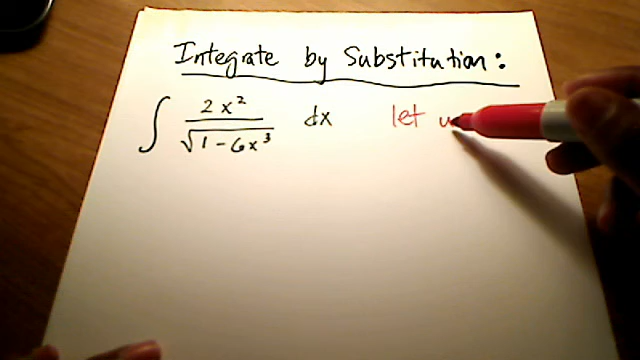 Integrate by Substitution:
∫ 2x²/√(1-6x³) dx let u